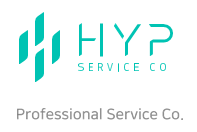 HYP
SERVICE CO
Professional Service Co.